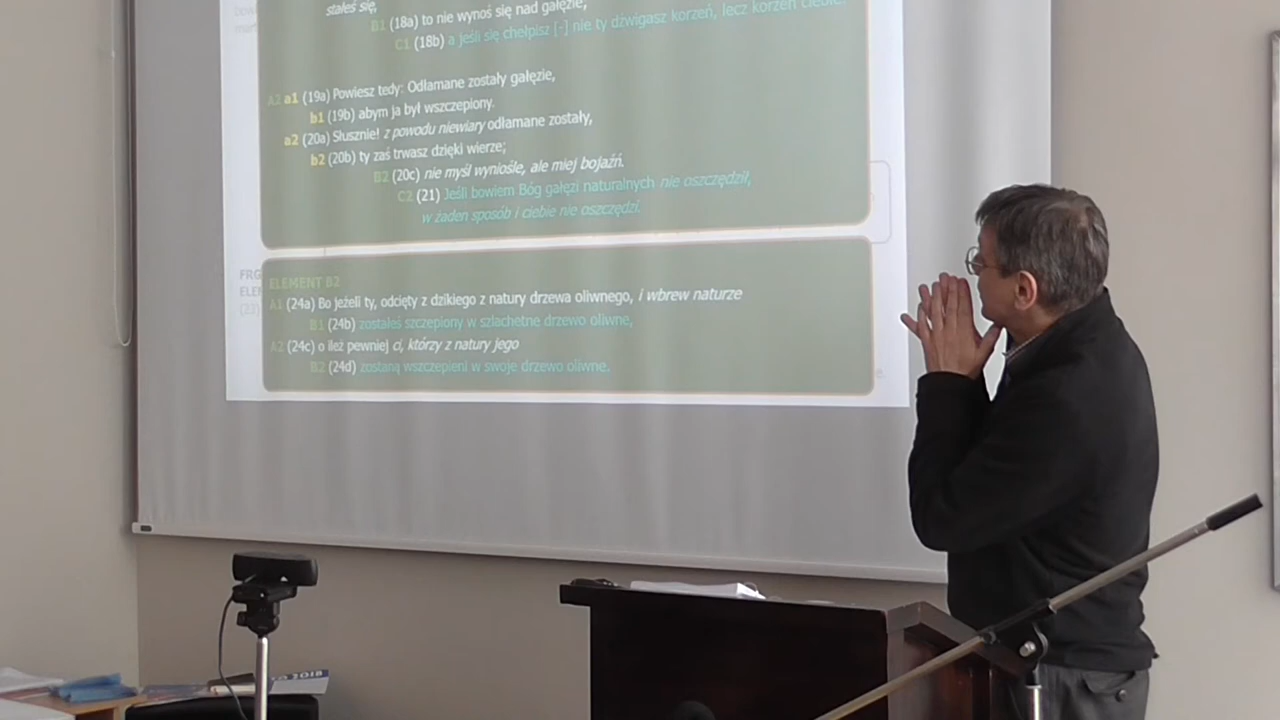 stałeś się,
B1 (18a) to nie wynoś się nad gałęzie,
C1 (18b) a jeśli się chełpisz [-] nie ty dźwigasz korzeń, lecz korzeń ciebie.
A2 a1 (19a) Powiesz tedy: Odłamane zostały gałęzie,
b1 (19b) abym ja był wszczepiony.
a2 (20a) Słusznie! z powodu niewiary odłamane zostały,
b2 (20b) ty zaś trwasz dzięki wierze;
B2 (20c) nie myśl wyniośle, ale miej bojaźń.
C2 (21) Jeśli bowiem Bóg gałęzi naturalnych nie oszczędził,
w żaden sposób i ciebie nie oszczędzi.
FRG
ELE
(23)
ELEMENT B2
A1 (24a) Bo jeżeli ty, odcięty z dzikiego z natury drzewa oliwnego, i wbrew naturze
B1 (24b) zostałeś szczepiony w szlachetne drzewo oliwne,
A2 (24c) o ileż pewniej ci, którzy z natury jego
B2 (24d) zostaną wszczepieni w swoje drzewo oliwne.
2018